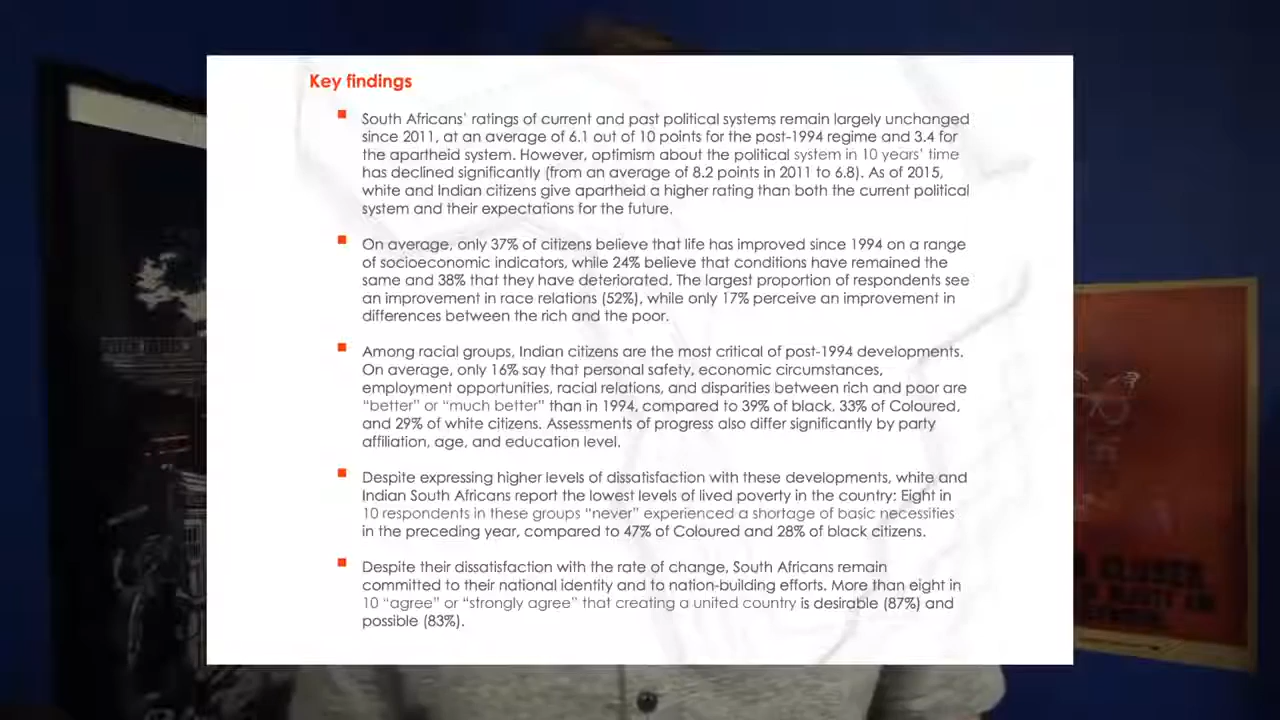 Key findings
South Africans' ratings of current and past political systems remain largely unchanged
since 2011, at an average of 6.1 out of 10 points for the post-1994 regime and 3.4 for
the apartheid system. However, optimism about the political system in 10 years' time
has declined significantly (from an average of 8.2 points in 2011 to 6.8). As of 2015,
white and Indian citizens give apartheid a higher rating than both the current political
system and their expectations for the future.
On average, only 37% of citizens believe that life has improved since 1994 on a range
of socioeconomic indicators, while 24% believe that conditions have remained the
same and 38% that they have deteriorated. The largest proportion of respondents see
an improvement in race relations (52%), while only 17% perceive an improvement in
differences between the rich and the poor.
Among racial groups, Indian citizens are the most critical of post-1994 developments.
On average, only 16% say that personal safety, economic circumstances,
employment opportunities, racial relations, and disparities between rich and poor are
"better" or "much better" than in 1994, compared to 39% of black, 33% of Coloured,
and 29% of white citizens. Assessments of progress also differ significantly by party
affiliation, age, and education level.
Despite expressing higher levels of dissatisfaction with these developments, white and
Indian South Africans report the lowest levels of lived poverty in the country: Eight in
10 respondents in these groups "never" experienced a shortage of basic necessities
in the preceding year, compared to 47% of Coloured and 28% of black citizens.
Despite their dissatisfaction with the rate of change, South Africans remain
committed to their national identity and to nation-building efforts. More than eight in
10 "agree" or "strongly agree" that creating a united country is desirable (87%) and
possible (83%).